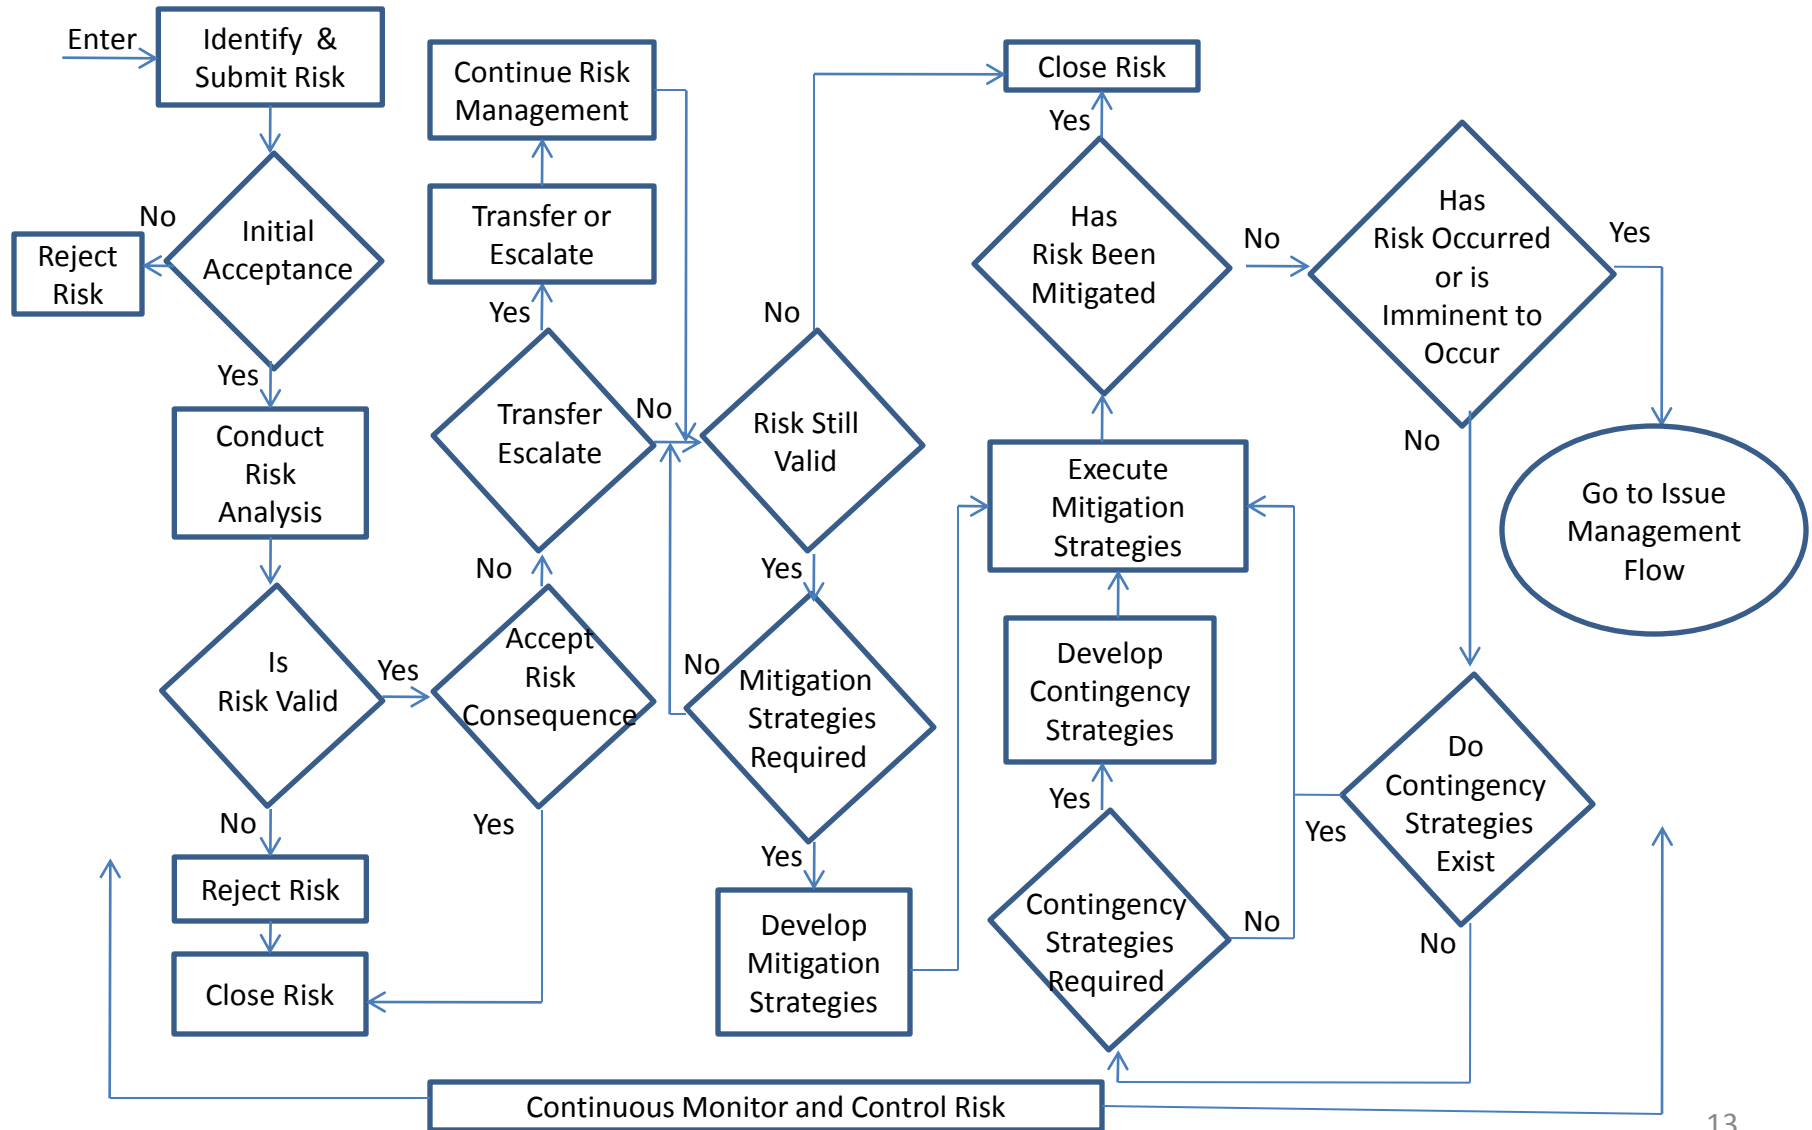 Enter
Identify &
Submit Risk
No
Initial
Acceptance
Reject
Risk
Yes
Conduct
Risk
Analysis
Is
Risk Valid
Yes
No
Reject Risk
Close Risk
Continue Risk
Management
Transfer or
Escalate
Yes
Transfer
Escalate
No
No
Accept
Risk
Consequence
Yes
No
Risk Still
Valid
Yes
No
Mitigation
Strategies
Required
Yes
Develop
Mitigation
Strategies
Close Risk
Yes
Has
Risk Been
Mitigated
No
Execute
Mitigation
Strategies
Develop
Contingency
Strategies
Yes
Contingency
Strategies
Required
No
Has
Risk Occurred
or is
Imminent to
Occur
Yes
No
Go to Issue
Management
Flow
Do
Contingency
Strategies
Exist
Yes
No
Continuous Monitor and Control Risk
13